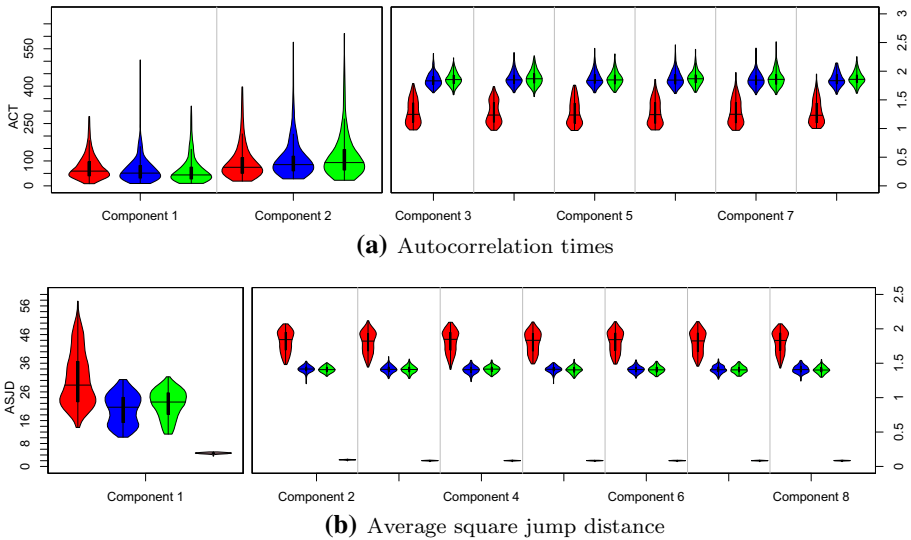 ACT
0 100 250 400 550
0 0.5 1 1.5 2 2.5 3
Component 1 Component 2 Component 3 Component 5 Component 7
(a) Autocorrelation times
ASJD
0 8 16 26 36 46 56
0 0.5 1 1.5 2 2.5
Component 1 Component 2 Component 4 Component 6 Component 8
(b) Average square jump distance